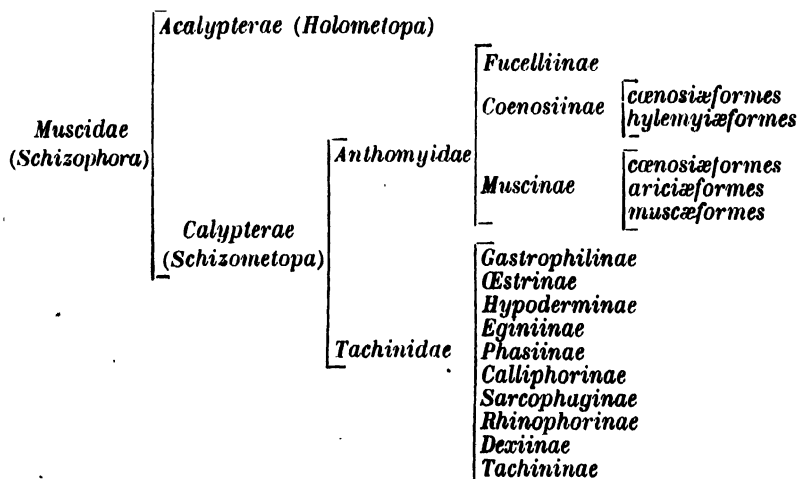 Acalypterae (Holometopa)
Muscidae
(Schizophora)
Calypterae
(Schizometopa)
Anthomyidae
Fucelliinae
Coenosiinae
cœnosiæformes
hylemyiæformes
Muscinae
cœnosiæformes
ariciæformes
muscæformes
Tachinidae
Gastrophilinae
Œstrinae
Hypoderminae
Eginiinae
Phasiinae
Calliphorinae
Sarcophaginae
Rhinophorinae
Dexiinae
Tachininae